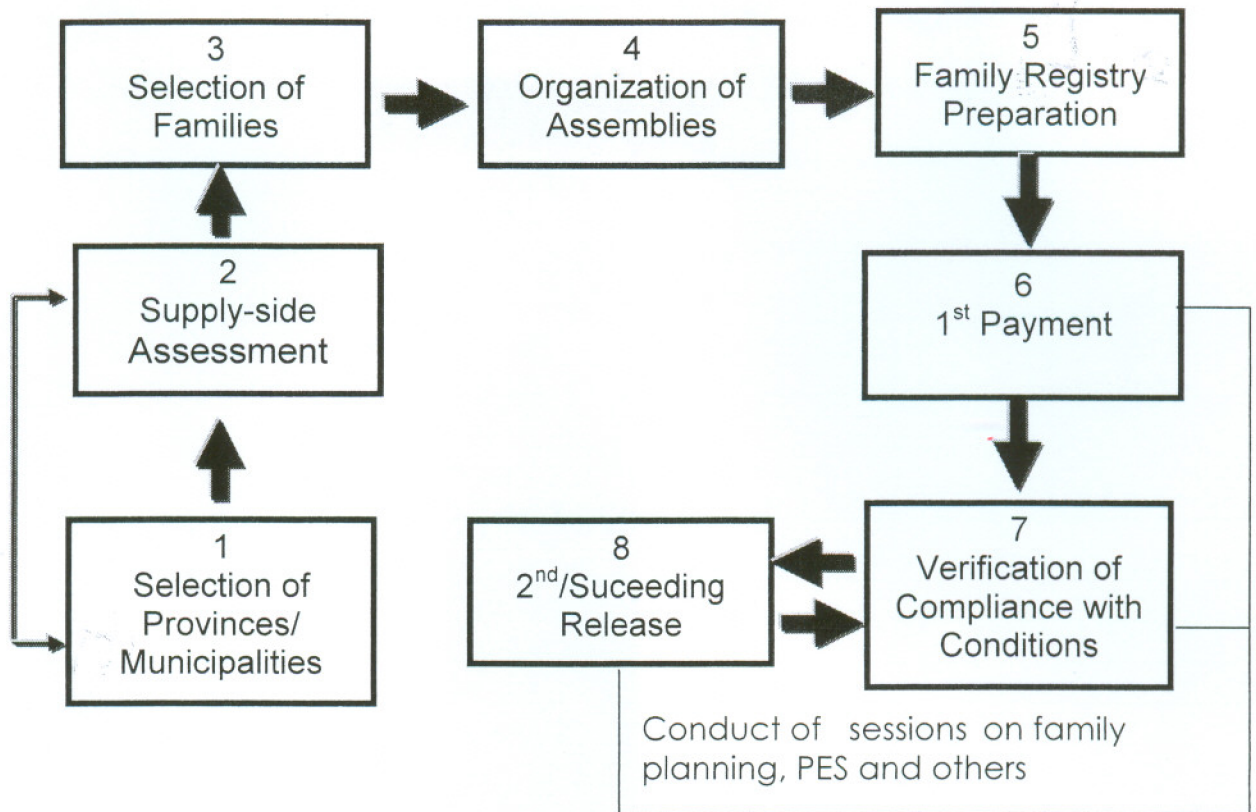 3
Selection of
Families
4
Organization of
Assemblies
5
Family Registry
Preparation
2
Supply-side
Assessment
6
1st Payment
1
Selection of
Provinces/
Municipalities
8
2nd/Suceeding
Release
7
Verification of
Compliance with
Conditions
Conduct of sessions on family
planning, PES and others